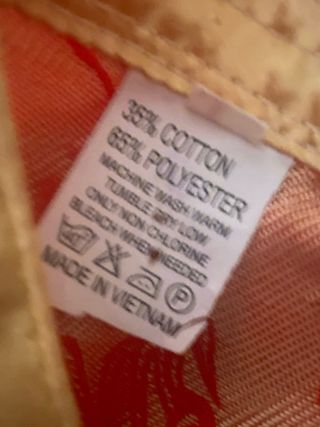 35% COTTON
65% POLYESTER
MACHINE WASH WARM
TUMBLE DRY LOW
ONLY NON CHLORINE
BLEACH WHEN NEEDED
P
MADE IN VIETNAM